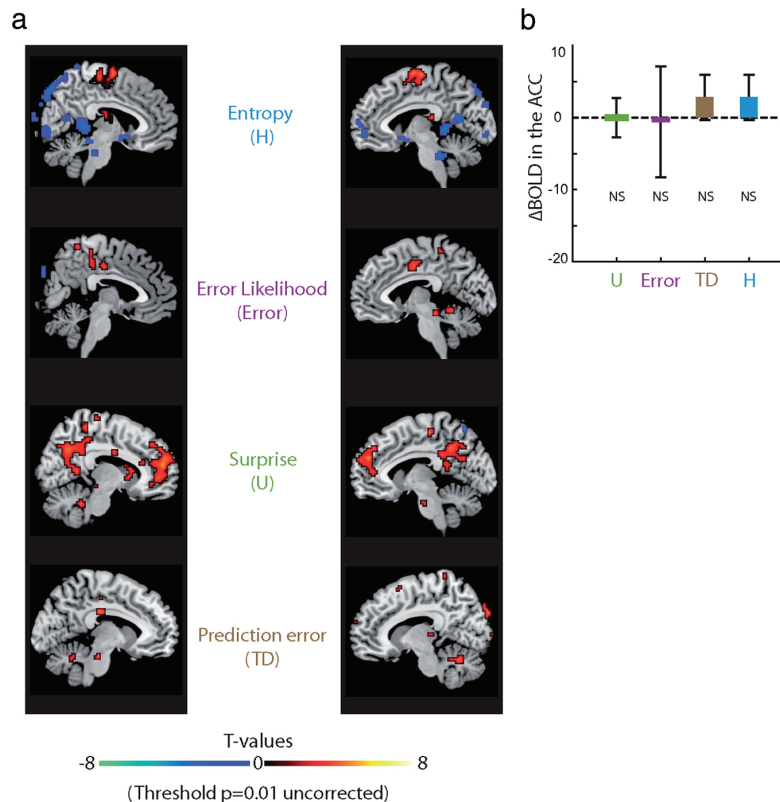 a
Entropy
(H)
Error Likelihood
(Error)
Surprise
(U)
Prediction error
(TD)
T-values
-8 0 8
(Threshold p=0.01 uncorrected)
b
ΔBOLD in the ACC
10
0
-10
-20
NS NS NS NS
U Error TD H